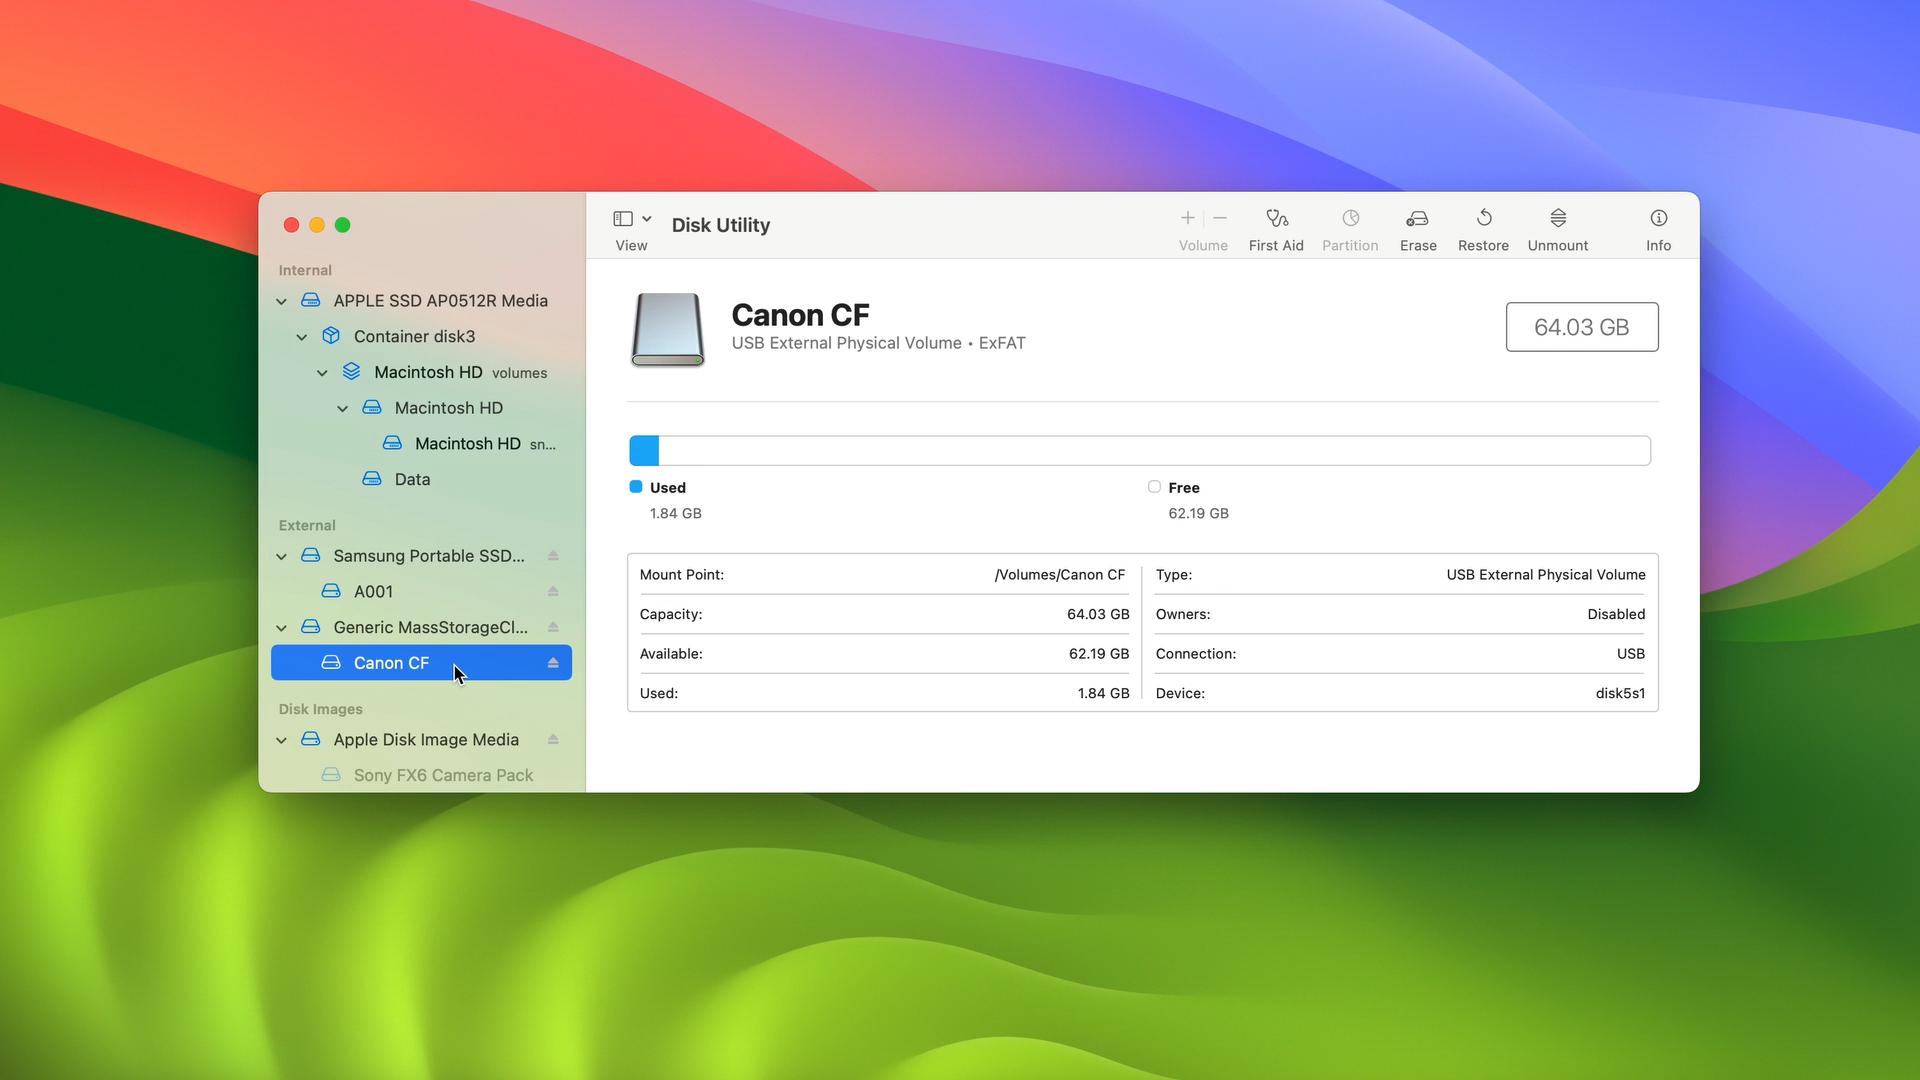 View
Disk Utility
Volume
First Aid
Partition
Erase
Restore
Unmount
Info
Internal
APPLE SSD AP0512R Media
Container disk3
Macintosh HD volumes
Macintosh HD
Macintosh HD sn...
Data
External
Samsung Portable SSD...
A001
Generic MassStorageCl...
Canon CF
Disk Images
Apple Disk Image Media
Sony FX6 Camera Pack
Canon CF
USB External Physical Volume • ExFAT
64.03 GB
Used
1.84 GB
Free
62.19 GB
Mount Point: /Volumes/Canon CF
Capacity: 64.03 GB
Available: 62.19 GB
Used: 1.84 GB
Type: USB External Physical Volume
Owners: Disabled
Connection: USB
Device: disk5s1